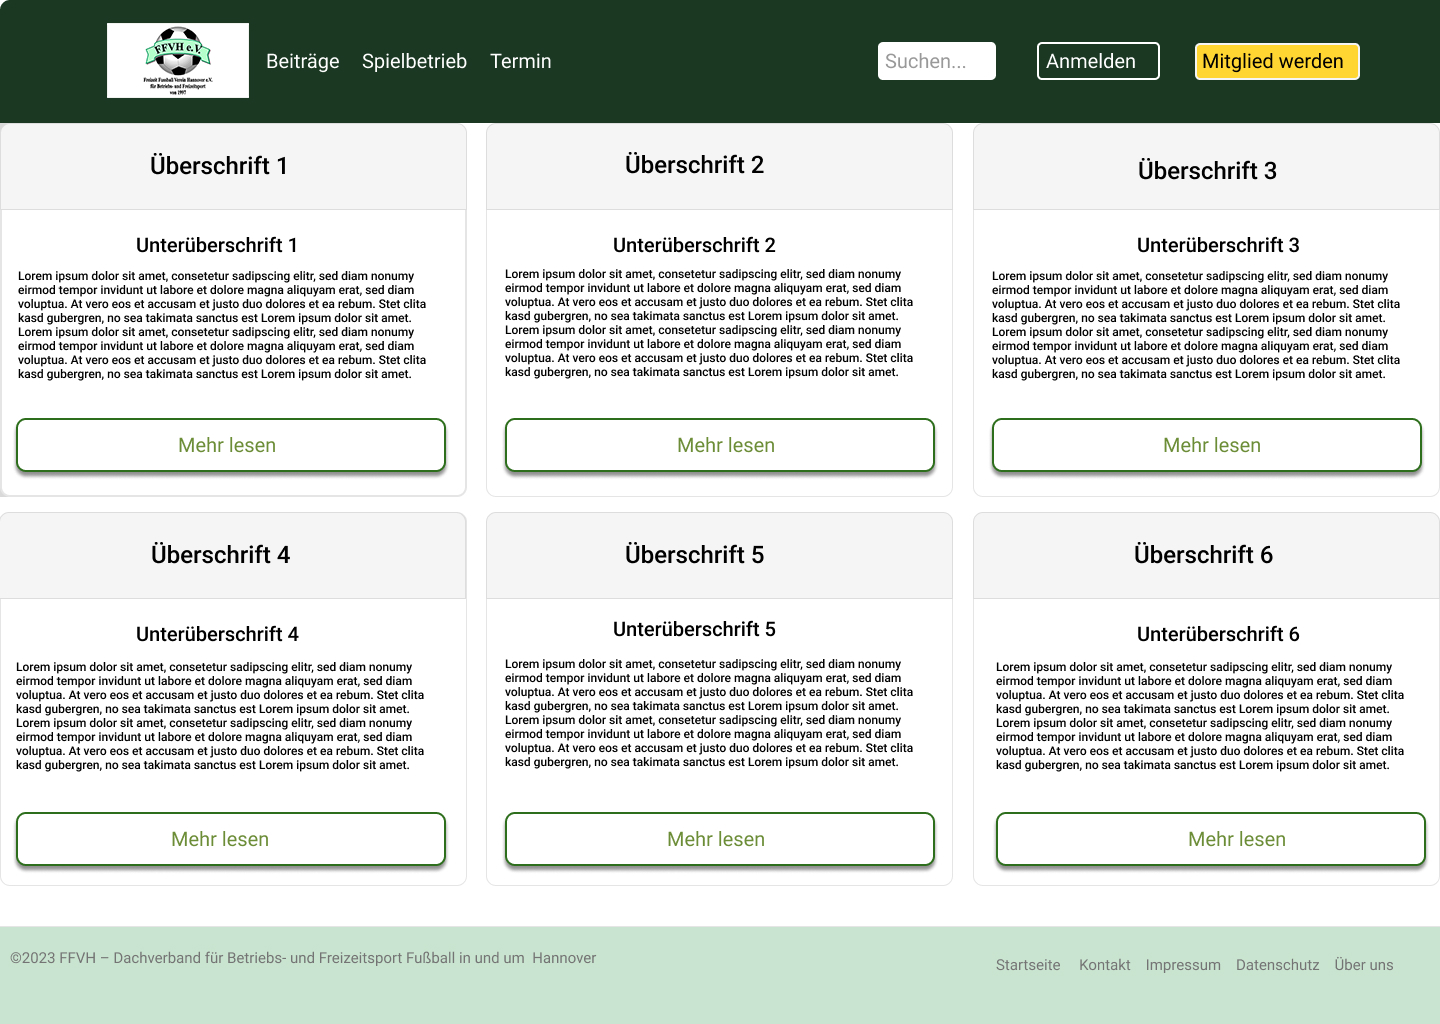 FFVH e.V.
Freizeit Fussball Verein Hannover e.V.
für Betriebs- und Freizeitsport
von 1997
Beiträge Spielbetrieb Termin
Suchen... Anmelden Mitglied werden
Überschrift 1
Unterüberschrift 1
Lorem ipsum dolor sit amet, consetetur sadipscing elitr, sed diam nonumy
eirmod tempor invidunt ut labore et dolore magna aliquyam erat, sed diam
voluptua. At vero eos et accusam et justo duo dolores et ea rebum. Stet clita
kasd gubergren, no sea takimata sanctus est Lorem ipsum dolor sit amet.
Lorem ipsum dolor sit amet, consetetur sadipscing elitr, sed diam nonumy
eirmod tempor invidunt ut labore et dolore magna aliquyam erat, sed diam
voluptua. At vero eos et accusam et justo duo dolores et ea rebum. Stet clita
kasd gubergren, no sea takimata sanctus est Lorem ipsum dolor sit amet.
Mehr lesen
Überschrift 2
Unterüberschrift 2
Lorem ipsum dolor sit amet, consetetur sadipscing elitr, sed diam nonumy
eirmod tempor invidunt ut labore et dolore magna aliquyam erat, sed diam
voluptua. At vero eos et accusam et justo duo dolores et ea rebum. Stet clita
kasd gubergren, no sea takimata sanctus est Lorem ipsum dolor sit amet.
Lorem ipsum dolor sit amet, consetetur sadipscing elitr, sed diam nonumy
eirmod tempor invidunt ut labore et dolore magna aliquyam erat, sed diam
voluptua. At vero eos et accusam et justo duo dolores et ea rebum. Stet clita
kasd gubergren, no sea takimata sanctus est Lorem ipsum dolor sit amet.
Mehr lesen
Überschrift 3
Unterüberschrift 3
Lorem ipsum dolor sit amet, consetetur sadipscing elitr, sed diam nonumy
eirmod tempor invidunt ut labore et dolore magna aliquyam erat, sed diam
voluptua. At vero eos et accusam et justo duo dolores et ea rebum. Stet clita
kasd gubergren, no sea takimata sanctus est Lorem ipsum dolor sit amet.
Lorem ipsum dolor sit amet, consetetur sadipscing elitr, sed diam nonumy
eirmod tempor invidunt ut labore et dolore magna aliquyam erat, sed diam
voluptua. At vero eos et accusam et justo duo dolores et ea rebum. Stet clita
kasd gubergren, no sea takimata sanctus est Lorem ipsum dolor sit amet.
Mehr lesen
Überschrift 4
Unterüberschrift 4
Lorem ipsum dolor sit amet, consetetur sadipscing elitr, sed diam nonumy
eirmod tempor invidunt ut labore et dolore magna aliquyam erat, sed diam
voluptua. At vero eos et accusam et justo duo dolores et ea rebum. Stet clita
kasd gubergren, no sea takimata sanctus est Lorem ipsum dolor sit amet.
Lorem ipsum dolor sit amet, consetetur sadipscing elitr, sed diam nonumy
eirmod tempor invidunt ut labore et dolore magna aliquyam erat, sed diam
voluptua. At vero eos et accusam et justo duo dolores et ea rebum. Stet clita
kasd gubergren, no sea takimata sanctus est Lorem ipsum dolor sit amet.
Mehr lesen
Überschrift 5
Unterüberschrift 5
Lorem ipsum dolor sit amet, consetetur sadipscing elitr, sed diam nonumy
eirmod tempor invidunt ut labore et dolore magna aliquyam erat, sed diam
voluptua. At vero eos et accusam et justo duo dolores et ea rebum. Stet clita
kasd gubergren, no sea takimata sanctus est Lorem ipsum dolor sit amet.
Lorem ipsum dolor sit amet, consetetur sadipscing elitr, sed diam nonumy
eirmod tempor invidunt ut labore et dolore magna aliquyam erat, sed diam
voluptua. At vero eos et accusam et justo duo dolores et ea rebum. Stet clita
kasd gubergren, no sea takimata sanctus est Lorem ipsum dolor sit amet.
Mehr lesen
Überschrift 6
Unterüberschrift 6
Lorem ipsum dolor sit amet, consetetur sadipscing elitr, sed diam nonumy
eirmod tempor invidunt ut labore et dolore magna aliquyam erat, sed diam
voluptua. At vero eos et accusam et justo duo dolores et ea rebum. Stet clita
kasd gubergren, no sea takimata sanctus est Lorem ipsum dolor sit amet.
Lorem ipsum dolor sit amet, consetetur sadipscing elitr, sed diam nonumy
eirmod tempor invidunt ut labore et dolore magna aliquyam erat, sed diam
voluptua. At vero eos et accusam et justo duo dolores et ea rebum. Stet clita
kasd gubergren, no sea takimata sanctus est Lorem ipsum dolor sit amet.
Mehr lesen
©2023 FFVH – Dachverband für Betriebs- und Freizeitsport Fußball in und um Hannover
Startseite Kontakt Impressum Datenschutz Über uns